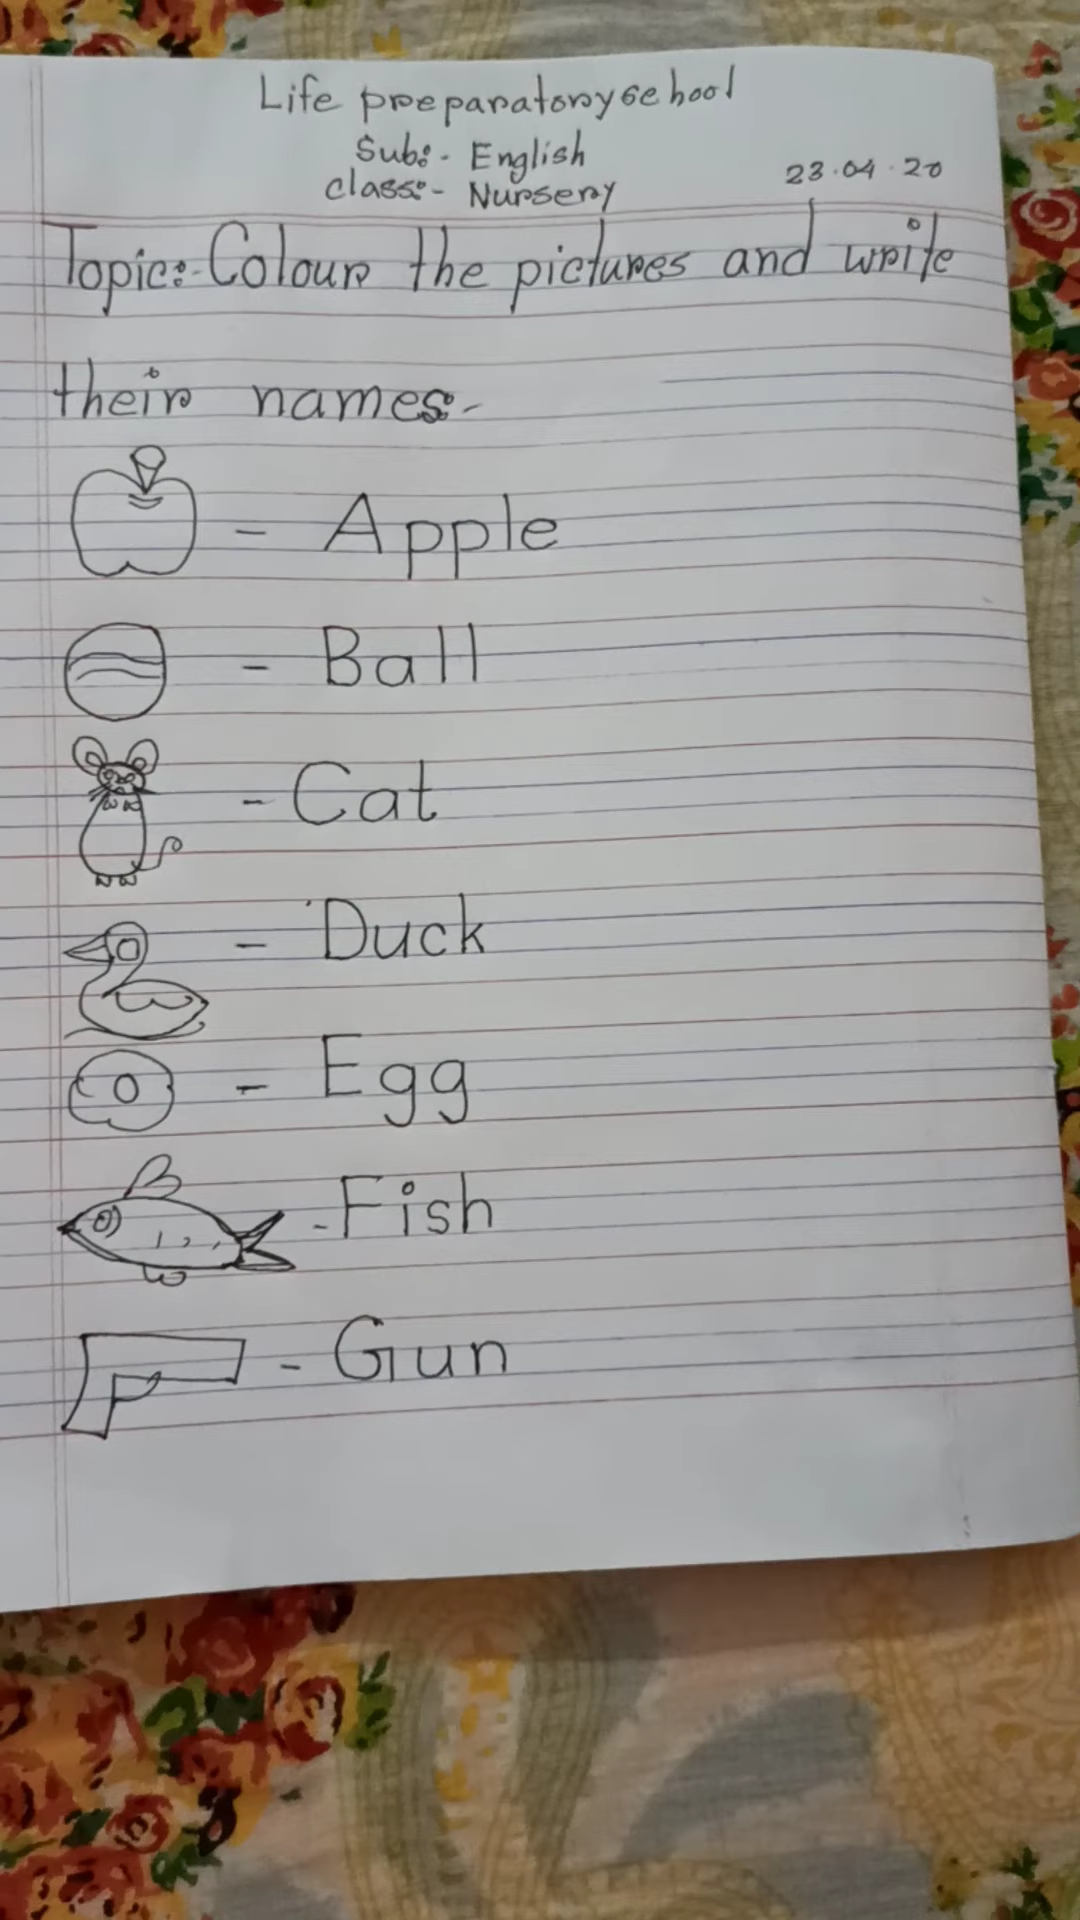 Life preparatory school
Sub:- English
class:- Nursery
23.04.20
Topic:- Colour the pictures and write
their names:-
- Apple
- Ball
- Cat
- Duck
- Egg
- Fish
- Gun